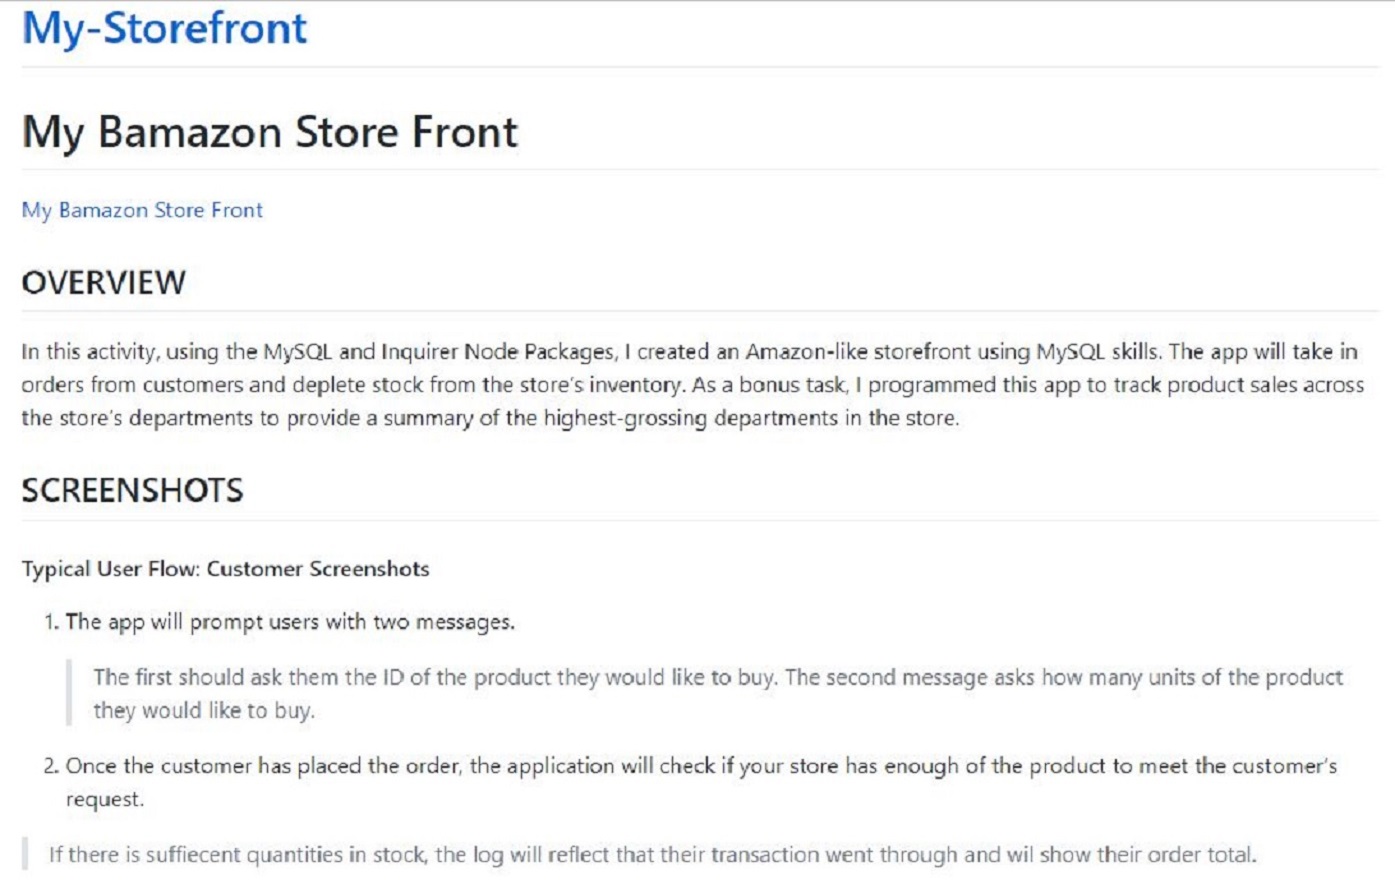 My-Storefront
My Bamazon Store Front
My Bamazon Store Front
OVERVIEW
In this activity, using the MySQL and Inquirer Node Packages, I created an Amazon-like storefront using MySQL skills. The app will take in
orders from customers and deplete stock from the store's inventory. As a bonus task, I programmed this app to track product sales across
the store's departments to provide a summary of the highest-grossing departments in the store.
SCREENSHOTS
Typical User Flow: Customer Screenshots
1. The app will prompt users with two messages.
The first should ask them the ID of the product they would like to buy. The second message asks how many units of the product
they would like to buy.
2. Once the customer has placed the order, the application will check if your store has enough of the product to meet the customer's
request.
If there is suffiecent quantities in stock, the log will reflect that their transaction went through and wil show their order total.